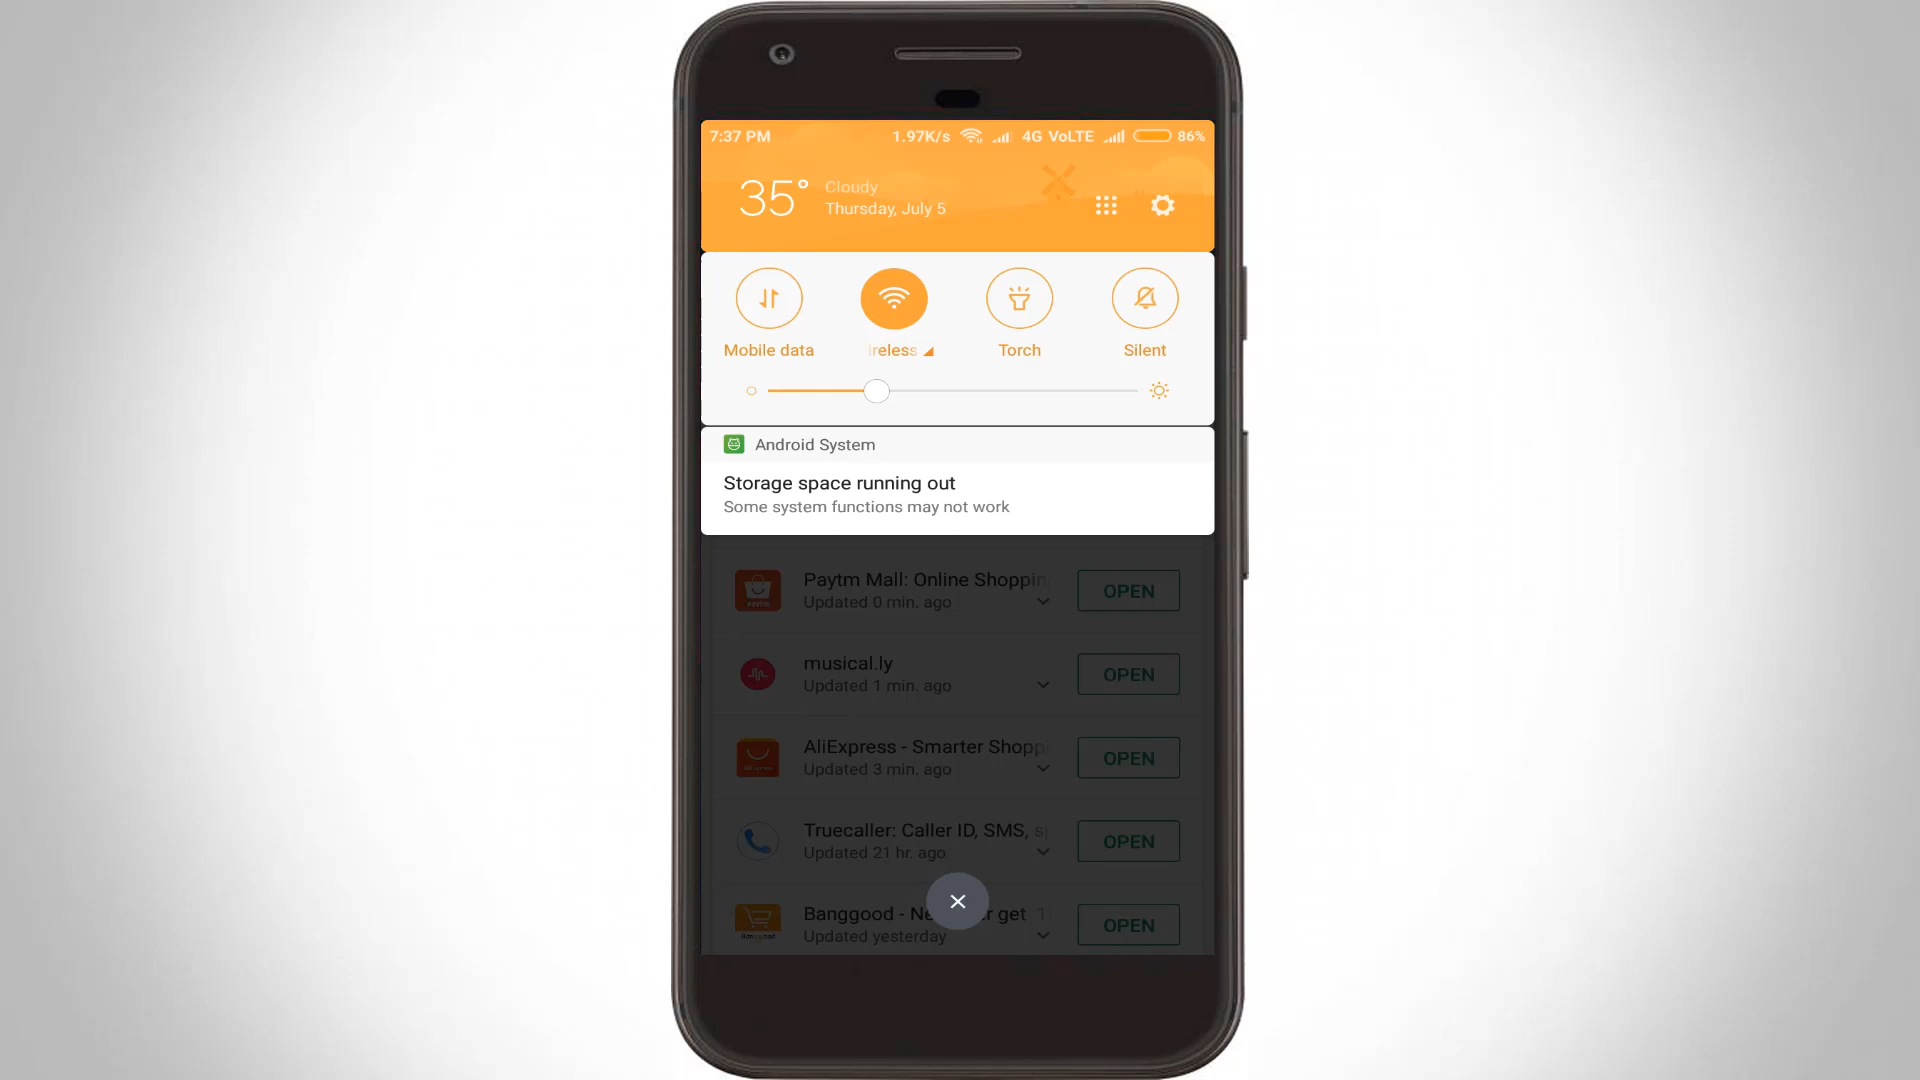 7:37 PM 1.97K/s 4G VoLTE 86%
35° Cloudy
Thursday, July 5
Mobile data ireless Torch Silent
Android System
Storage space running out
Some system functions may not work
Paytm Mall: Online Shoppin
Updated 0 min. ago
OPEN
musical.ly
Updated 1 min. ago
OPEN
AliExpress - Smarter Shopp
Updated 3 min. ago
OPEN
Truecaller: Caller ID, SMS, s
Updated 21 hr. ago
OPEN
Banggood - Ne r get 1
Updated yesterday
OPEN